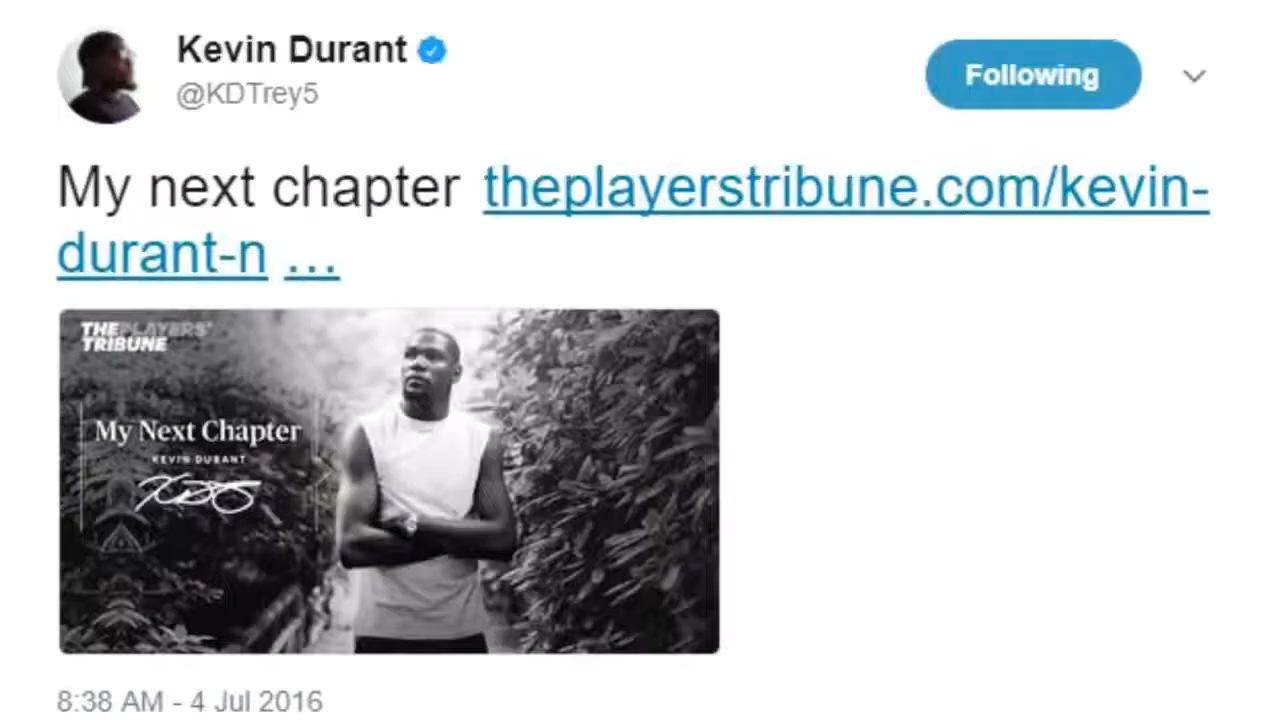 Kevin Durant
@KDTrey5
Following
My next chapter theplayerstribune.com/kevin-
durant-n ...
THE PLAYERS'
TRIBUNE
My Next Chapter
KEVIN DURANT
8:38 AM - 4 Jul 2016